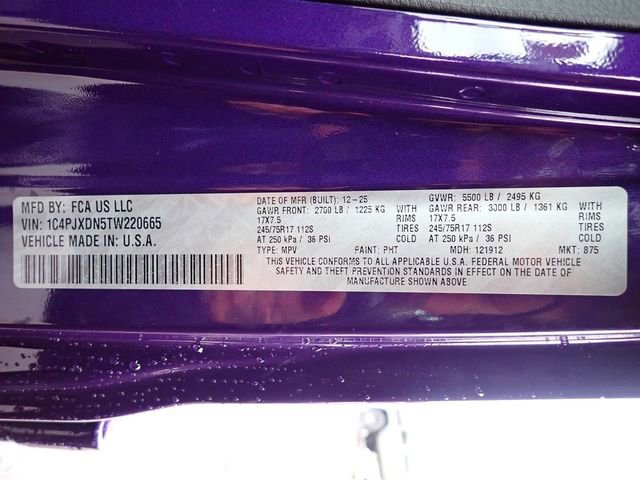 MFD BY: FCA US LLC
VIN: 1C4PJXDN5TW220665
VEHICLE MADE IN: U.S.A.
DATE OF MFR (BUILT): 12-25 GVWR: 5500 LB / 2495 KG
GAWR FRONT: 2700 LB / 1225 KG WITH GAWR REAR: 3000 LB / 1361 KG WITH
17X7.5 RIMS 17X7.5 RIMS
245/75R17 112S TIRES 245/75R17 112S TIRES
AT 250 kPa / 36 PSI COLD AT 250 kPa / 36 PSI COLD
TYPE: MPV PAINT: PHT MDH: 121912 MKT: 875
THIS VEHICLE CONFORMS TO ALL APPLICABLE U.S.A. FEDERAL MOTOR VEHICLE
SAFETY AND THEFT PREVENTION STANDARDS IN EFFECT ON THE DATE OF
MANUFACTURE SHOWN ABOVE.